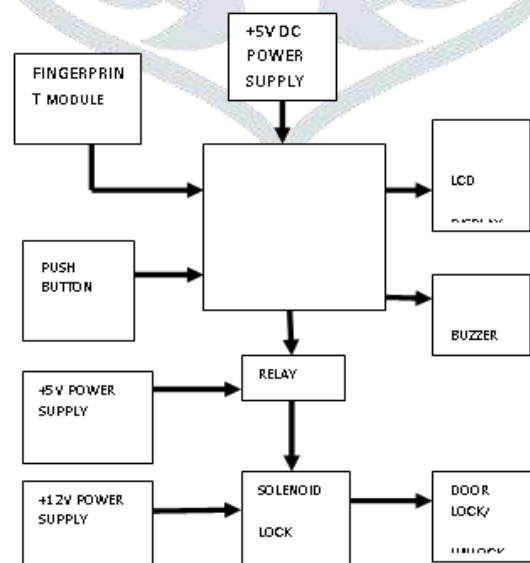 +5V DC
POWER
SUPPLY
FINGERPRIN
T MODULE
LCD
PUSH
BUTTON
BUZZER
RELAY
+5V POWER
SUPPLY
+12V POWER
SUPPLY
SOLENOID
LOCK
DOOR
LOCK/